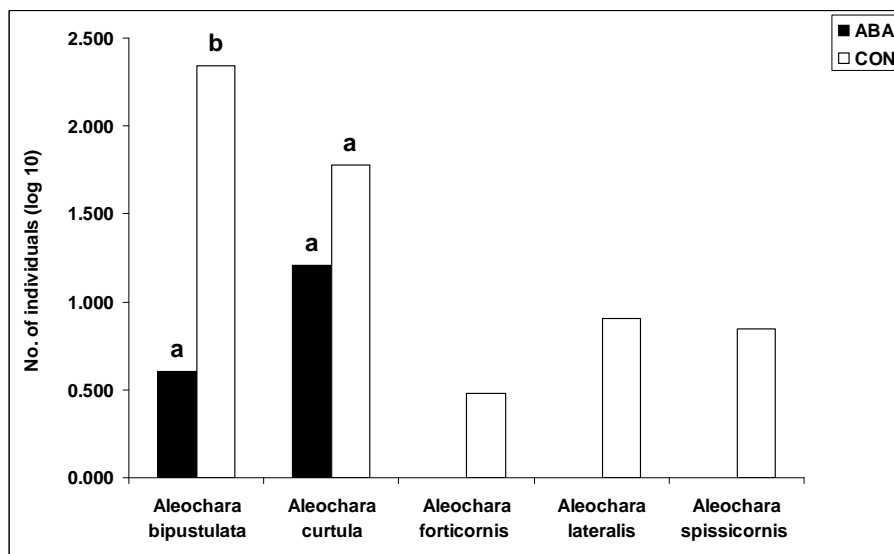 2.500
2.000
1.500
1.000
0.500
0.000
No. of individuals (log 10)
b
a
a
a
ABA
CON
Aleochara
bipustulata
Aleochara
curtula
Aleochara
forticornis
Aleochara
lateralis
Aleochara
spissicornis